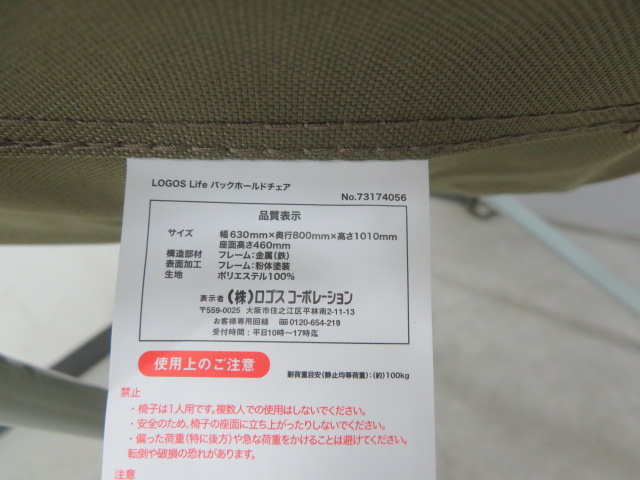 LOGOS Life バックホールドチェア
No.73174056
品質表示
サイズ 幅630mm×奥行800mm×高さ1010mm
座面高さ460mm
構造部材 フレーム:金属(鉄)
表面加工 フレーム:粉体塗装
生地 ポリエステル100%
表示者 (株)ロゴス コーポレーション
〒559-0025 大阪市住之江区平林南2-11-13
お客様専用回線 0120-654-219
受付時間:平日10時〜17時迄
使用上のご注意
耐荷重目安(静止均等荷重):(約)100kg
禁止
・椅子は1人用です。複数人での使用はしないでください。
・安全のため、椅子の座面に立ち上がったりしないでください。
・偏った荷重(特に後方)や急な荷重をかけることは避けてください。
転倒や破損の恐れがあります。
注意